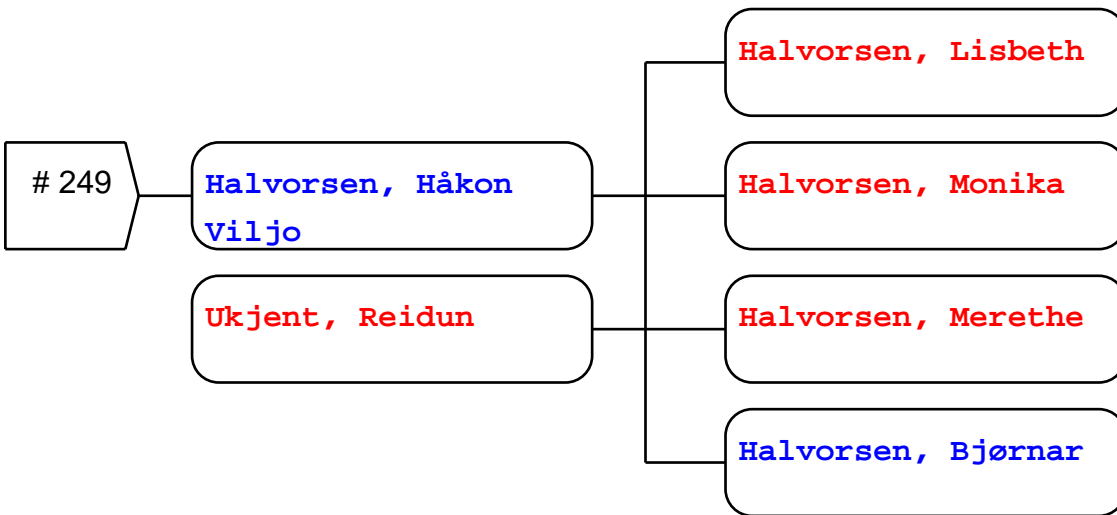 Halvorsen, Lisbeth
# 249
Halvorsen, Håkon
Viljo
Halvorsen, Monika
Ukjent, Reidun
Halvorsen, Merethe
Halvorsen, Bjørnar